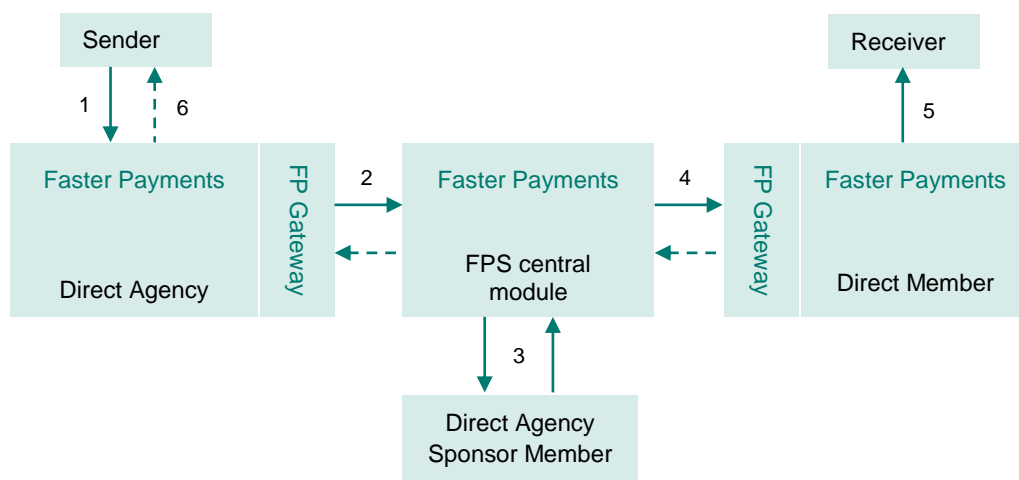 Sender
Receiver
1
6
5
Faster Payments
Direct Agency
FP Gateway
2
Faster Payments
FPS central
module
4
FP Gateway
Faster Payments
Direct Member
3
Direct Agency
Sponsor Member